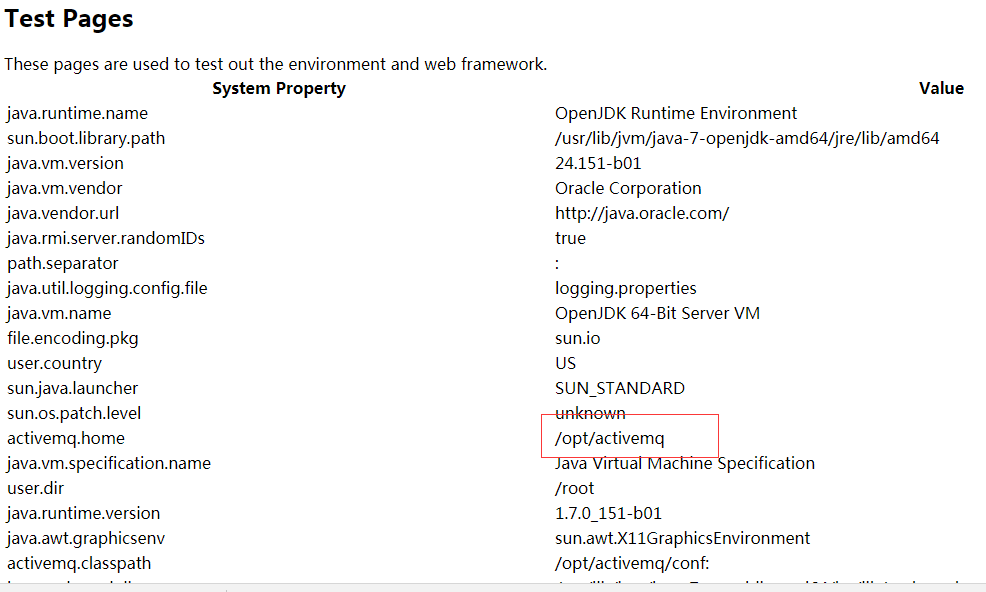 Test Pages
These pages are used to test out the environment and web framework.
System Property Value
java.runtime.name OpenJDK Runtime Environment
sun.boot.library.path /usr/lib/jvm/java-7-openjdk-amd64/jre/lib/amd64
java.vm.version 24.151-b01
java.vm.vendor Oracle Corporation
java.vendor.url http://java.oracle.com/
java.rmi.server.randomIDs true
path.separator :
java.util.logging.config.file logging.properties
java.vm.name OpenJDK 64-Bit Server VM
file.encoding.pkg sun.io
user.country US
sun.java.launcher SUN_STANDARD
sun.os.patch.level unknown
activemq.home /opt/activemq
java.vm.specification.name Java Virtual Machine Specification
user.dir /root
java.runtime.version 1.7.0_151-b01
java.awt.graphicsenv sun.awt.X11GraphicsEnvironment
activemq.classpath /opt/activemq/conf: